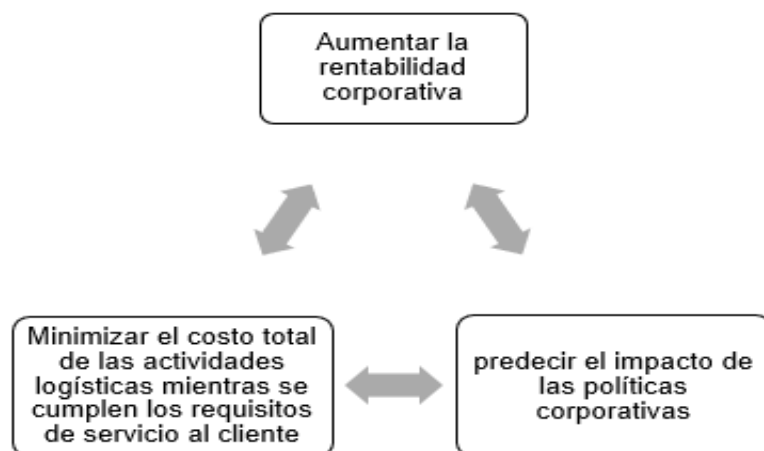 Aumentar la
rentabilidad
corporativa
Minimizar el costo total
de las actividades
logísticas mientras se
cumplen los requisitos
de servicio al cliente
predecir el impacto de
las políticas
corporativas